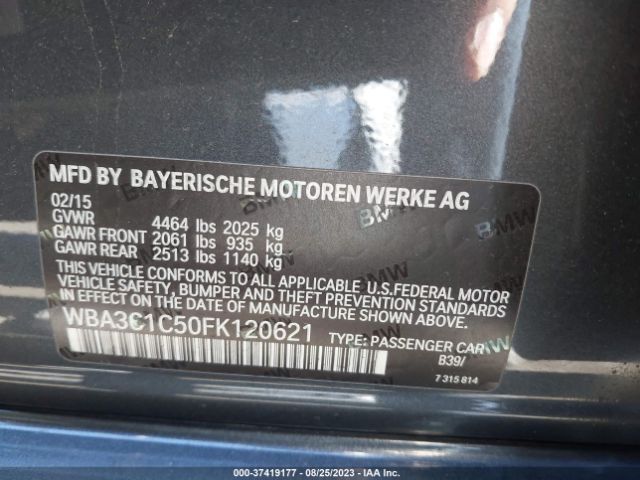 MFD BY BAYERISCHE MOTOREN WERKE AG
02/15
GVWR 4464 lbs 2025 kg
GAWR FRONT 2061 lbs 935 kg
GAWR REAR 2513 lbs 1140 kg
THIS VEHICLE CONFORMS TO ALL APPLICABLE U.S.FEDERAL MOTOR
VEHICLE SAFETY, BUMPER AND THEFT PREVENTION STANDARDS
IN EFFECT ON THE DATE OF MANUFACTURE SHOWN ABOVE.
WBA3C1C50FK120621 TYPE: PASSENGER CAR
B39/
7 315 814
000-37419177 - 08/25/2023 - IAA Inc.